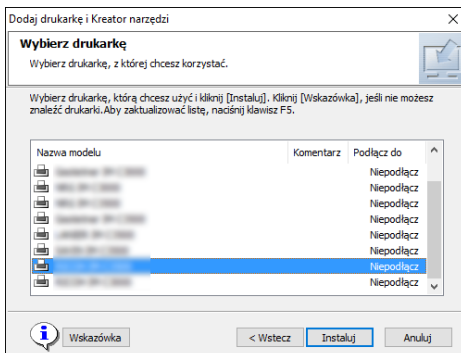 Dodaj drukarkę i Kreator narzędzi
Wybierz drukarkę
Wybierz drukarkę, z której chcesz korzystać.
Wybierz drukarkę, którą chcesz użyć i kliknij [Instaluj]. Kliknij [Wskazówka], jeśli nie możesz
znaleźć drukarki.Aby zaktualizować listę, naciśnij klawisz F5.
Nazwa modelu Komentarz Podłącz do
Niepodłącz
Niepodłącz
Niepodłącz
Niepodłącz
Niepodłącz
Niepodłącz
Niepodłącz
Niepodłącz
Wskazówka < Wstecz Instaluj Anuluj